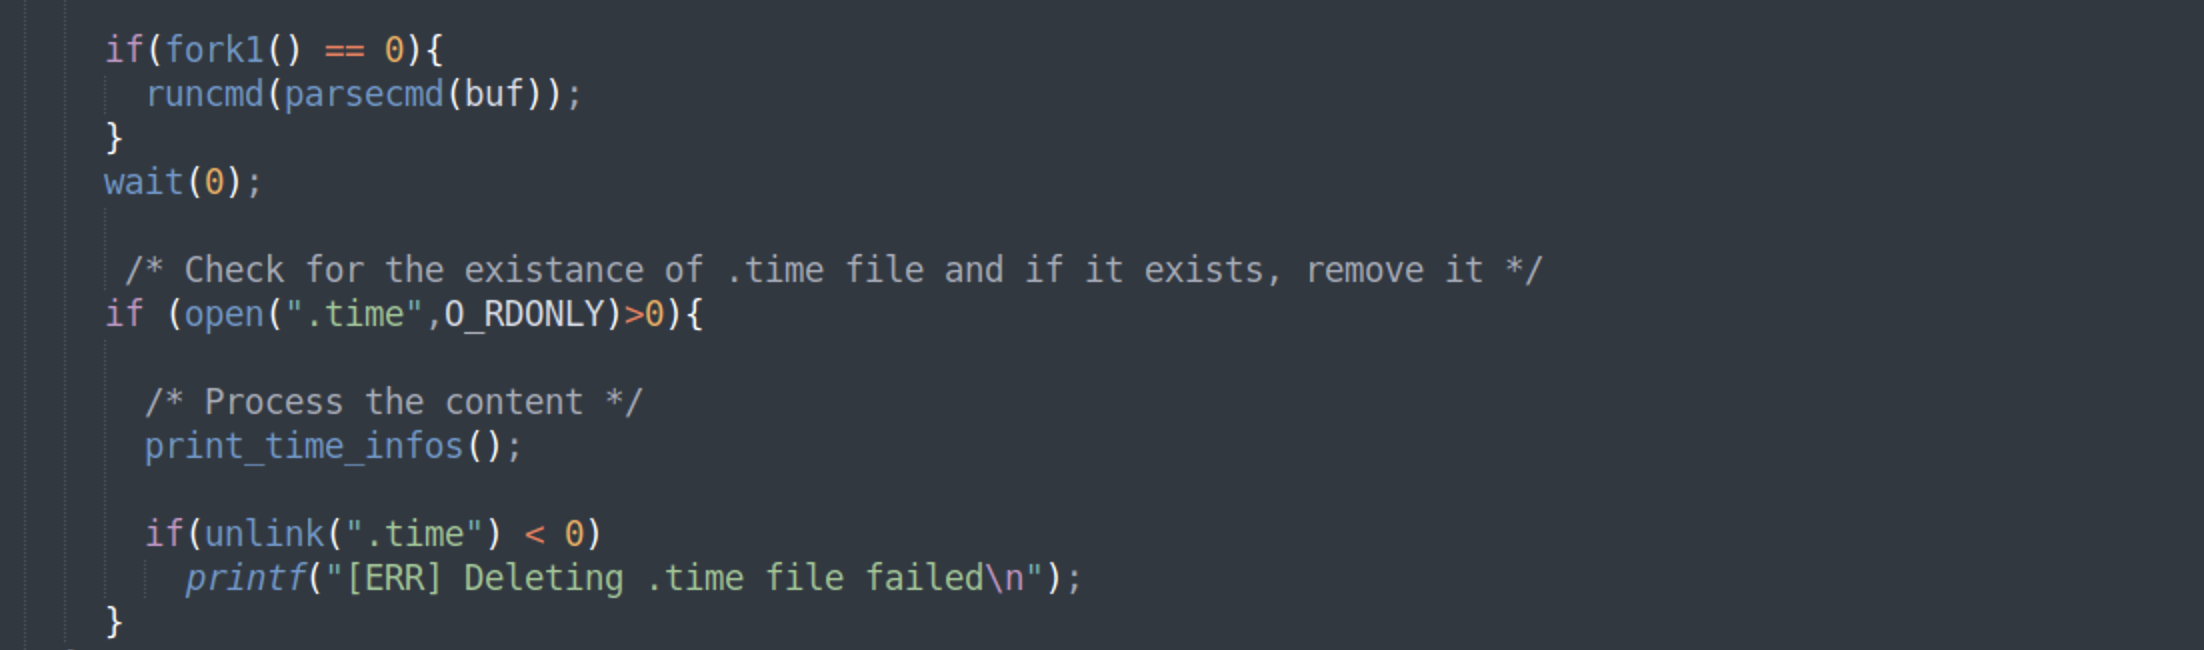 if(fork1() == 0){
runcmd(parsecmd(buf));
}
wait(0);
/* Check for the existance of .time file and if it exists, remove it */
if (open(".time",O_RDONLY)>0){
/* Process the content */
print_time_infos();
if(unlink(".time") < 0)
printf("[ERR] Deleting .time file failed\n");
}